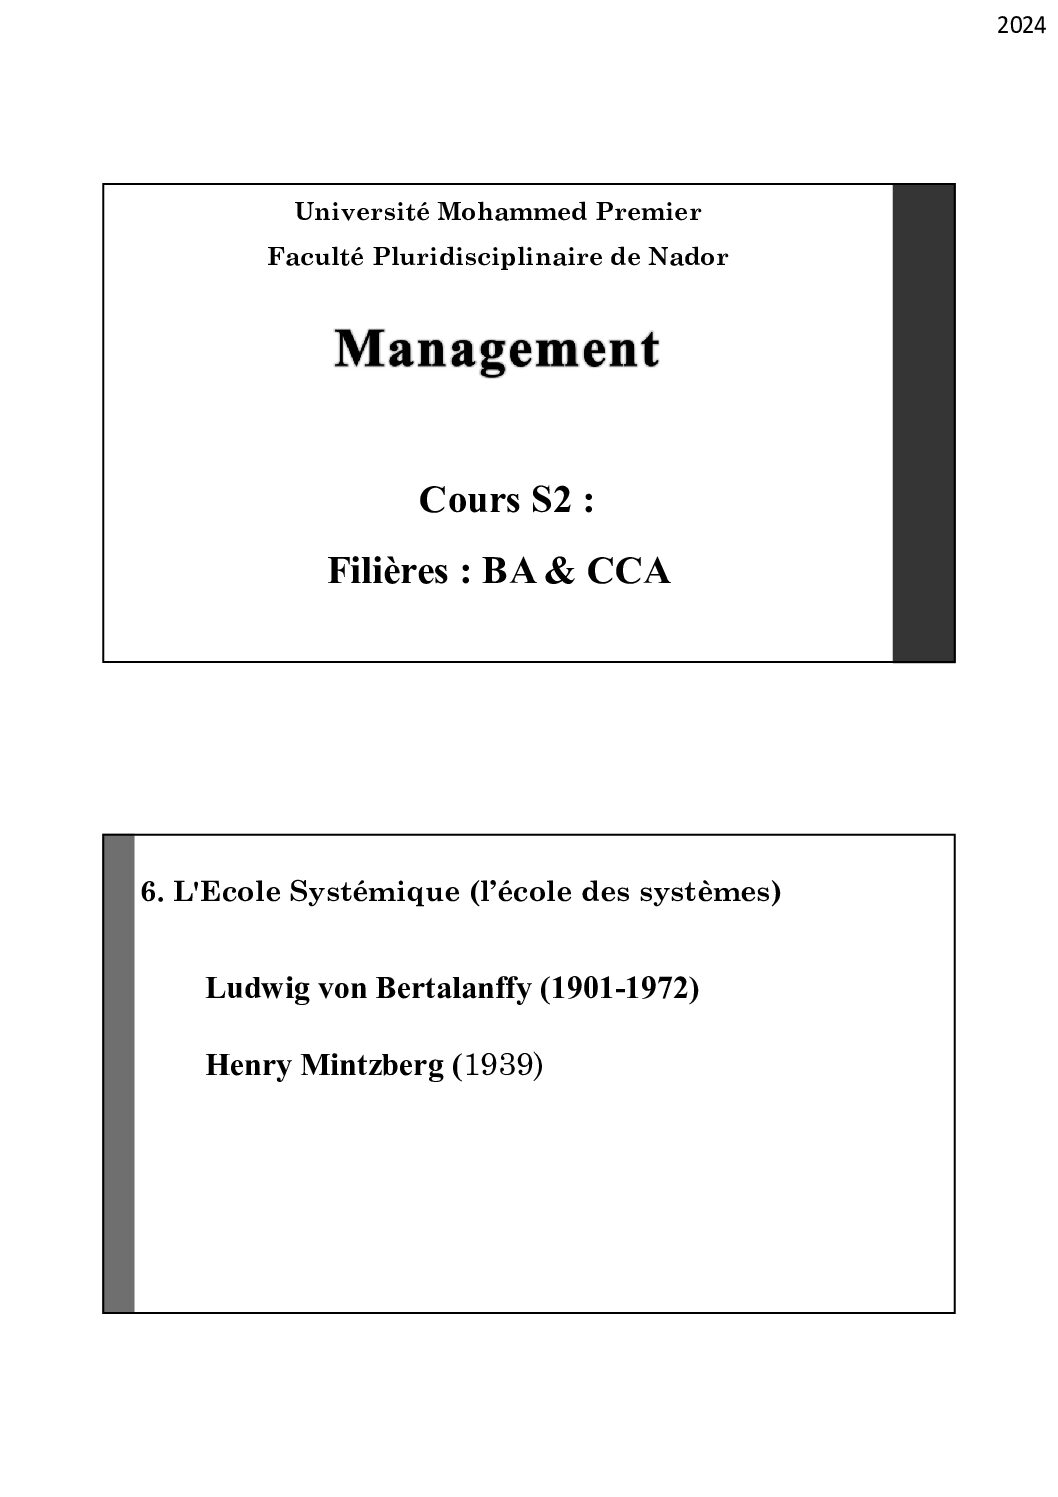 2024
Université Mohammed Premier
Faculté Pluridisciplinaire de Nador
Management
Cours S2 :
Filières : BA & CCA
6. L'Ecole Systémique (l’école des systèmes)
Ludwig von Bertalanffy (1901-1972)
Henry Mintzberg (1939)